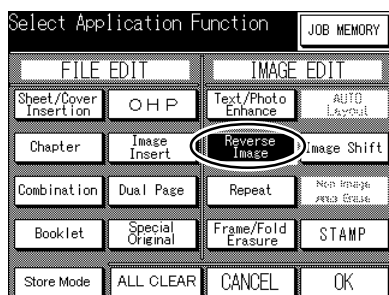 Select Application Function
JOB MEMORY
FILE EDIT
IMAGE EDIT
Sheet/Cover
Insertion
OHP
Text/Photo
Enhance
AUTO
Layout
Chapter
Image
Insert
Reverse
Image
Image Shift
Combination
Dual Page
Repeat
Non Image
Area Erase
Booklet
Special
Original
Frame/Fold
Erasure
STAMP
Store Mode
ALL CLEAR
CANCEL
OK